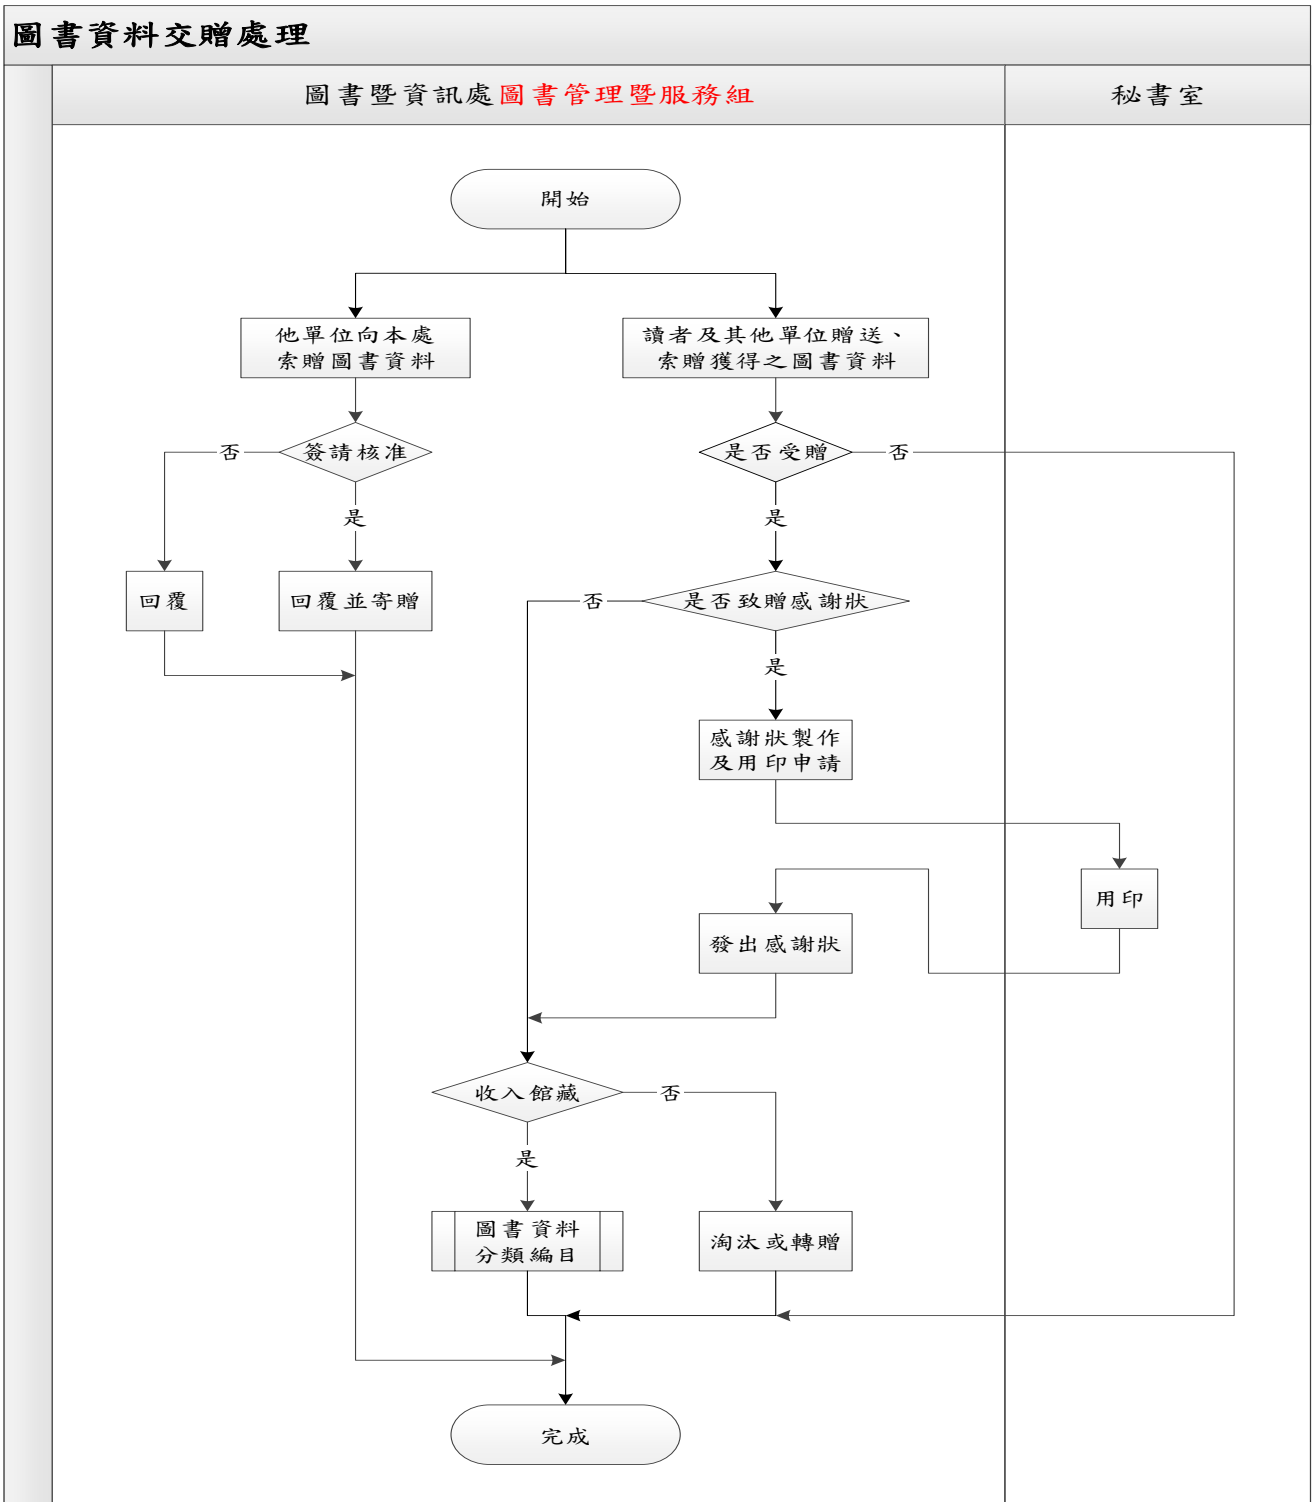 圖書資料交贈處理
圖書暨資訊處圖書管理暨服務組
秘書室
開始
他單位向本處
索贈圖書資料
讀者及其他單位贈送、
索贈獲得之圖書資料
否
簽請核准
是否受贈
否
是
是
回覆
回覆並寄贈
否
是否致贈感謝狀
是
感謝狀製作
及用印申請
用印
發出感謝狀
收入館藏
否
是
圖書資料
分類編目
淘汰或轉贈
完成